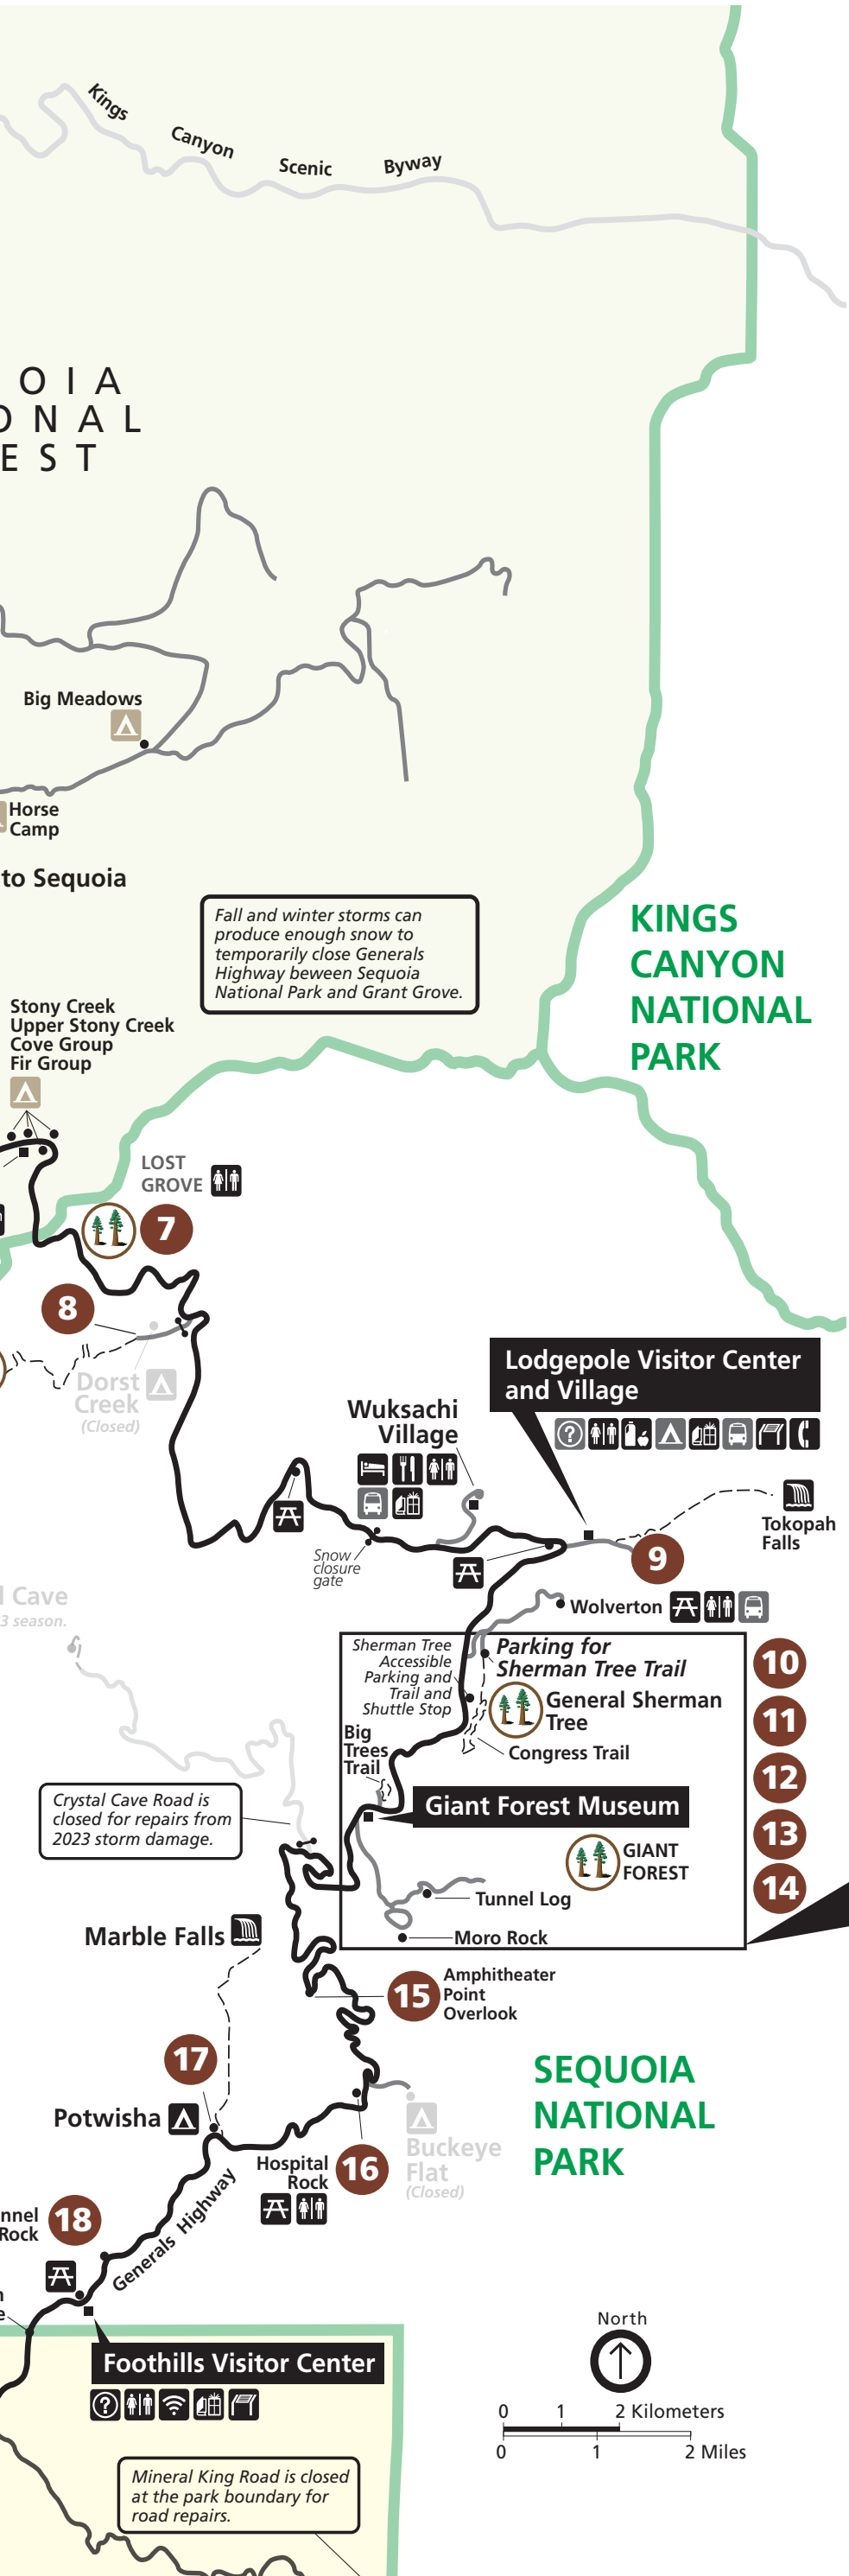 Kings Canyon Scenic Byway
OIA
ONAL
EST
Big Meadows
Horse
Camp
to Sequoia
Fall and winter storms can
produce enough snow to
temporarily close Generals
Highway beween Sequoia
National Park and Grant Grove.
KINGS
CANYON
NATIONAL
PARK
Stony Creek
Upper Stony Creek
Cove Group
Fir Group
LOST
GROVE
7
8
Dorst
Creek
(Closed)
Lodgepole Visitor Center
and Village
Wuksachi
Village
Snow
closure
gate
Tokopah
Falls
9
Cave
3 season.
Wolverton
Sherman Tree
Accessible
Parking and
Trail and
Shuttle Stop
Parking for
Sherman Tree Trail
General Sherman
Tree
Congress Trail
Big
Trees
Trail
10
11
12
13
14
Crystal Cave Road is
closed for repairs from
2023 storm damage.
Giant Forest Museum
GIANT
FOREST
Tunnel Log
Moro Rock
Marble Falls
15
Amphitheater
Point
Overlook
17
Potwisha
SEQUOIA
NATIONAL
PARK
Hospital
Rock
16
Buckeye
Flat
(Closed)
nnel
Rock
18
Generals Highway
North
Foothills Visitor Center
0 1 2 Kilometers
0 1 2 Miles
Mineral King Road is closed
at the park boundary for
road repairs.